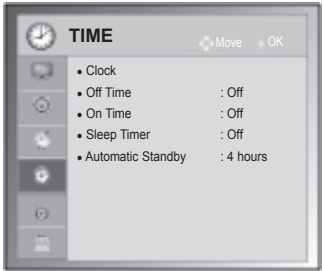 TIME
Move OK
• Clock
• Off Time : Off
• On Time : Off
• Sleep Timer : Off
• Automatic Standby : 4 hours